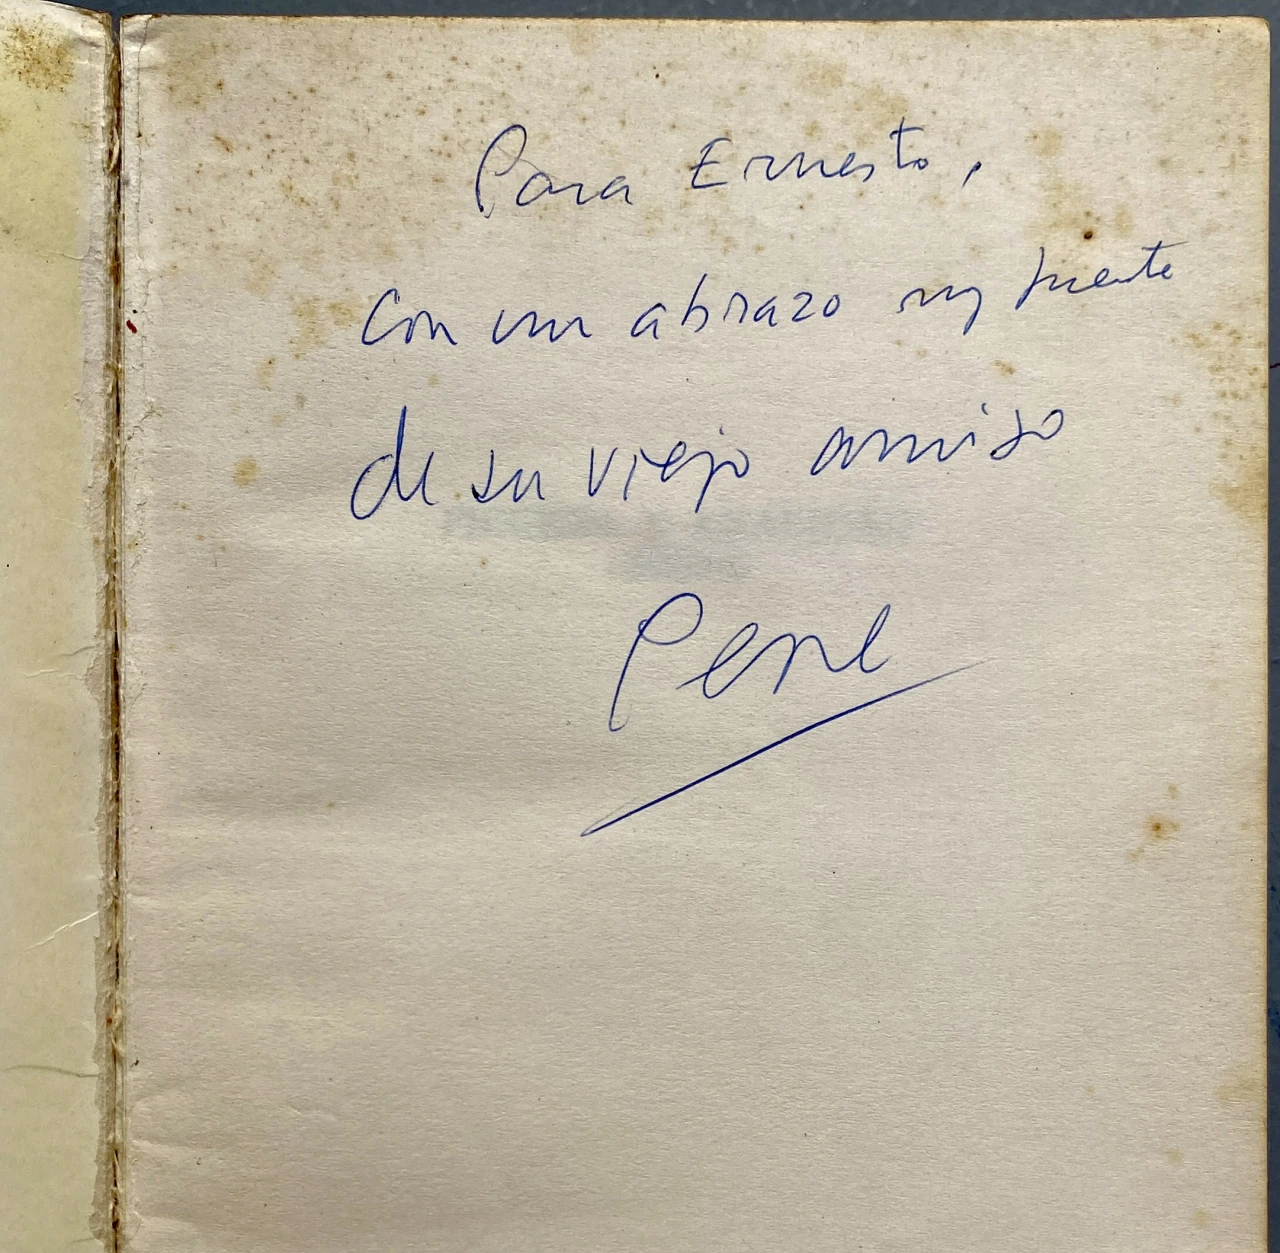 Para Ernesto,
Con un abrazo muy fuerte
de su viejo amigo
Pepe